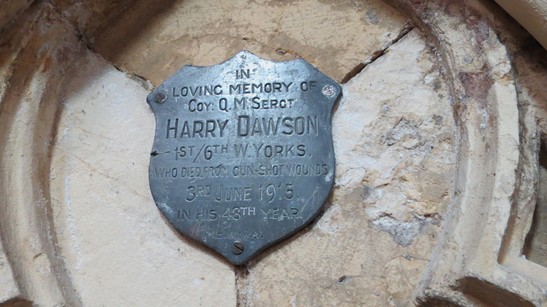 IN
LOVING MEMORY OF
COY. Q.M. SERGT
HARRY DAWSON
1ST/6TH W. YORKS.
WHO DIED FROM GUN-SHOT WOUNDS
3RD JUNE 1915
IN HIS 43TH YEAR